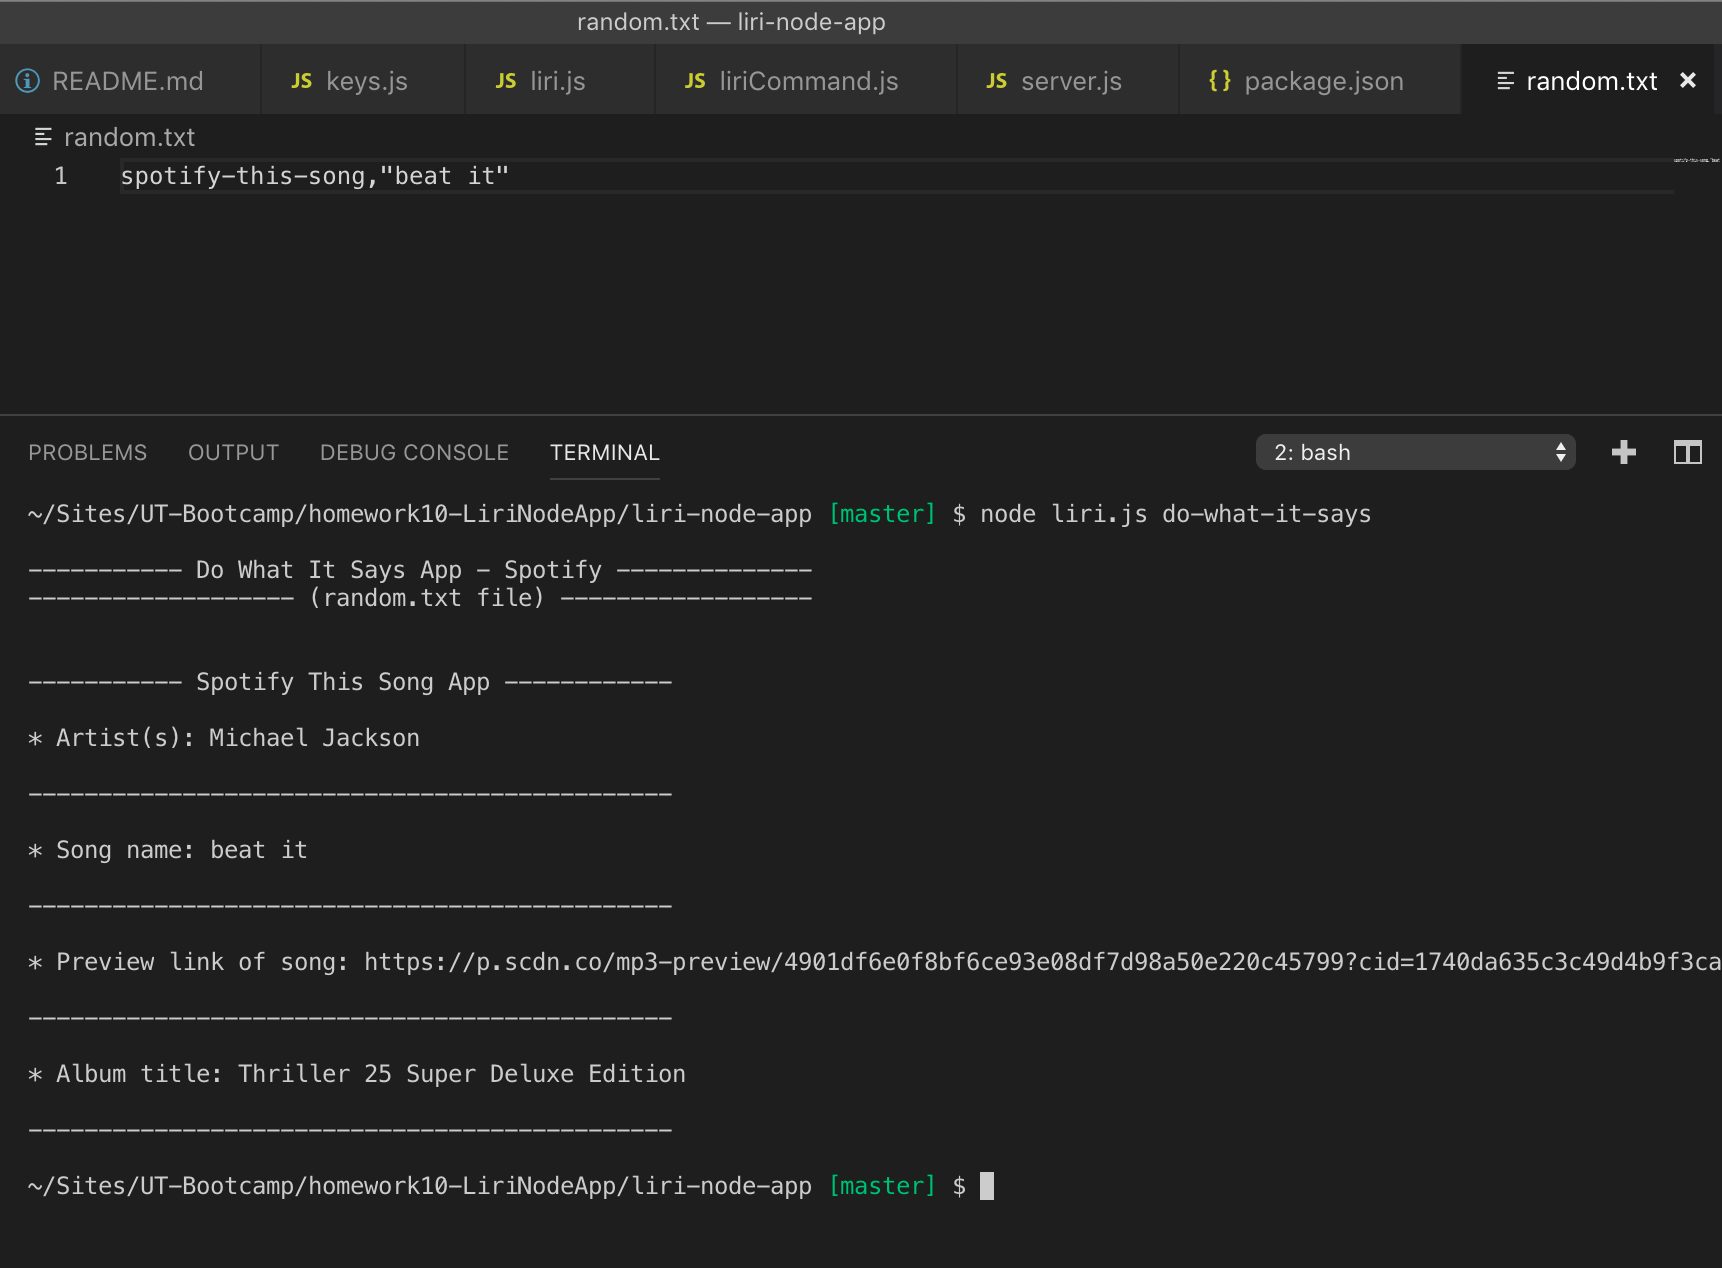 random.txt — liri-node-app
README.md JS keys.js JS liri.js JS liriCommand.js JS server.js {} package.json random.txt ×
random.txt
1 spotify-this-song,"beat it"
PROBLEMS OUTPUT DEBUG CONSOLE TERMINAL 2: bash
~/Sites/UT-Bootcamp/homework10-LiriNodeApp/liri-node-app [master] $ node liri.js do-what-it-says
----------- Do What It Says App - Spotify --------------
------------------- (random.txt file) ------------------
----------- Spotify This Song App ------------
* Artist(s): Michael Jackson
----------------------------------------------
* Song name: beat it
----------------------------------------------
* Preview link of song: https://p.scdn.co/mp3-preview/4901df6e0f8bf6ce93e08df7d98a50e220c45799?cid=1740da635c3c49d4b9f3ca
----------------------------------------------
* Album title: Thriller 25 Super Deluxe Edition
----------------------------------------------
~/Sites/UT-Bootcamp/homework10-LiriNodeApp/liri-node-app [master] $